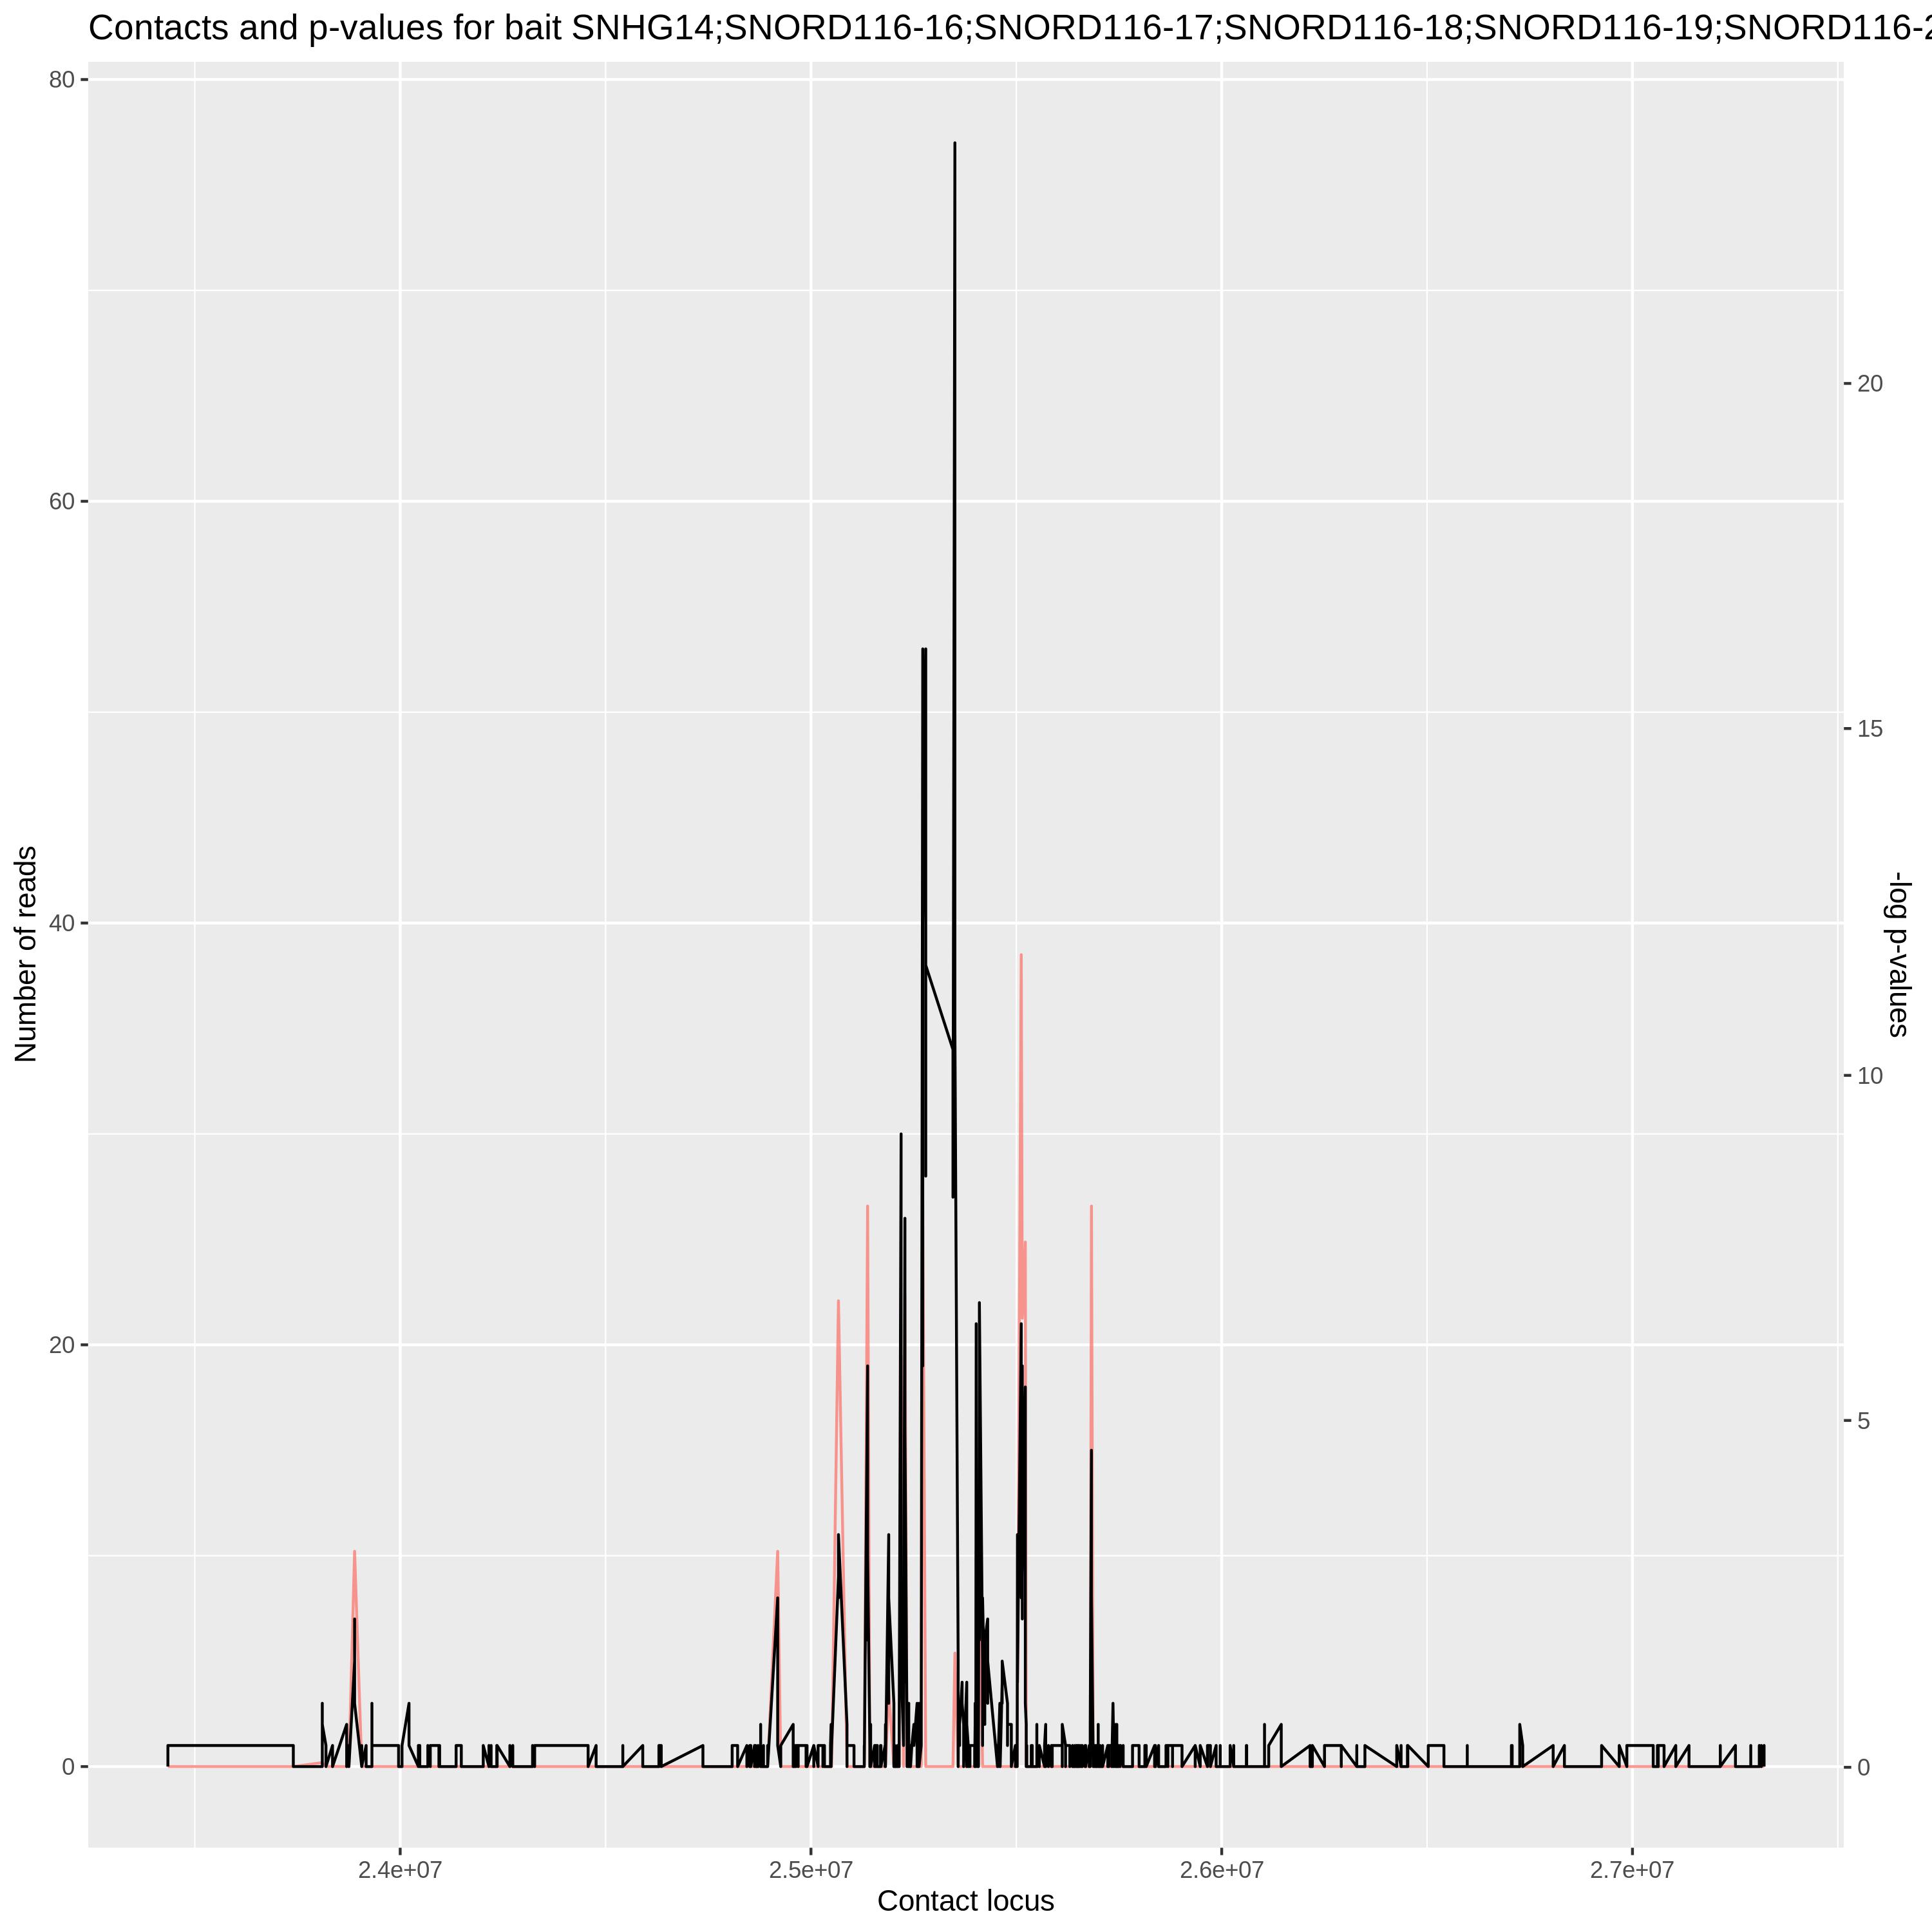 Contacts and p-values for bait SNHG14;SNORD116-16;SNORD116-17;SNORD116-18;SNORD116-19;SNORD116-2
80
60
40
20
0
Number of reads
20
15
10
5
0
-log p-values
2.4e+07 2.5e+07 2.6e+07 2.7e+07
Contact locus